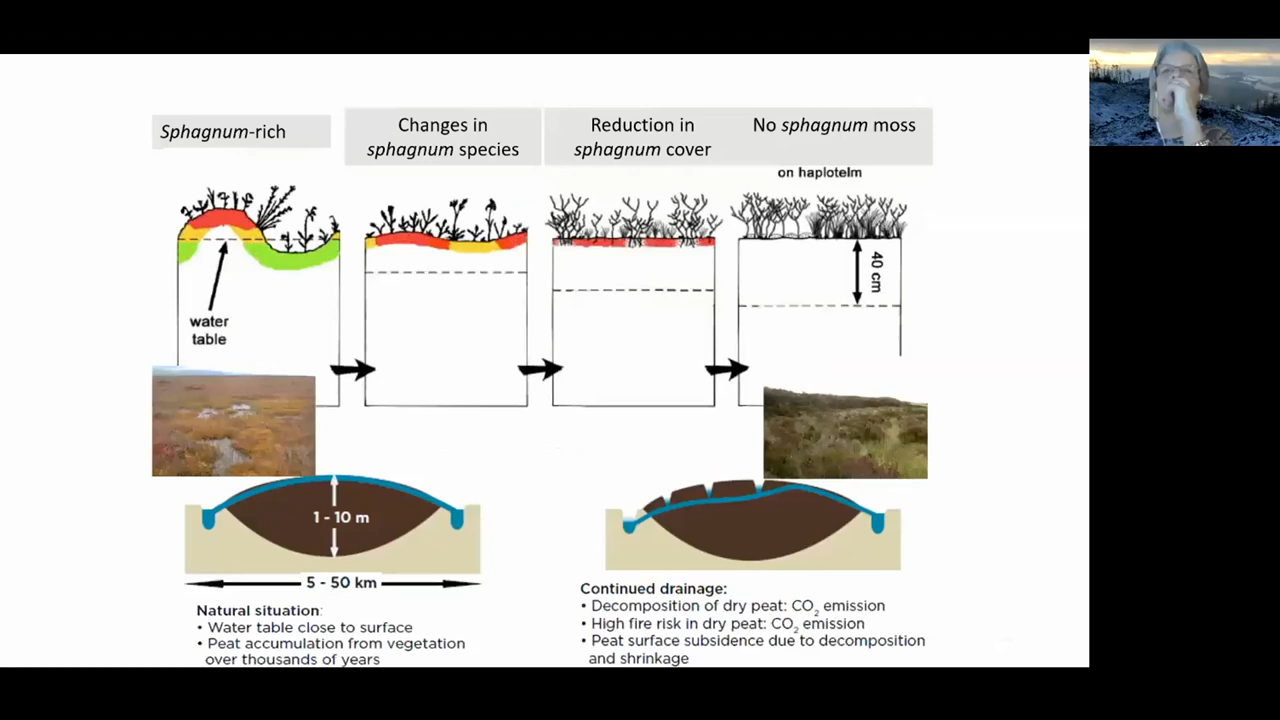 Sphagnum-rich
Changes in
sphagnum species
Reduction in
sphagnum cover
No sphagnum moss
on haplotelm
water
table
40 cm
1 - 10 m
5 - 50 km
Natural situation:
• Water table close to surface
• Peat accumulation from vegetation
over thousands of years
Continued drainage:
• Decomposition of dry peat: CO₂ emission
• High fire risk in dry peat: CO₂ emission
• Peat surface subsidence due to decomposition
and shrinkage